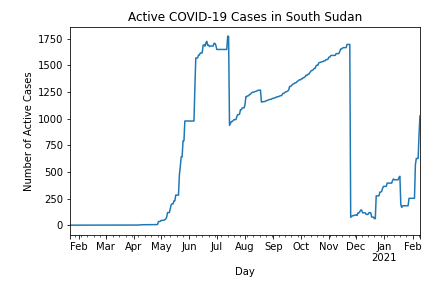 Active COVID-19 Cases in South Sudan
Number of Active Cases
1750
1500
1250
1000
750
500
250
0
Feb Mar Apr May Jun Jul Aug Sep Oct Nov Dec Jan Feb
2021
Day